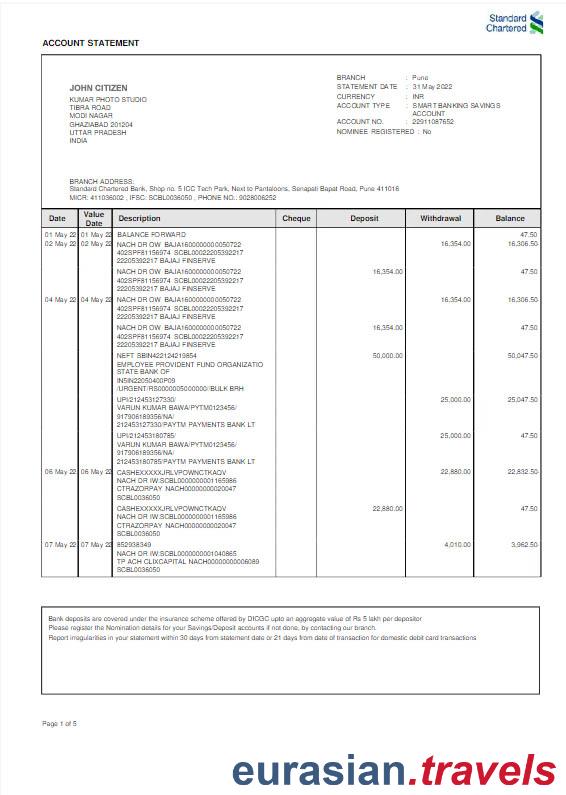 Standard
Chartered
ACCOUNT STATEMENT
JOHN CITIZEN
KUMAR PHOTO STUDIO
TIBRA ROAD
MODI NAGAR
GHAZIABAD 201204
UTTAR PRADESH
INDIA
BRANCH : Pune
STATEMENT DATE : 31 May 2022
CURRENCY : INR
ACCOUNT TYPE : SMARTBANKING SAVINGS
ACCOUNT
ACCOUNT NO. : 22911087652
NOMINEE REGISTERED : No
BRANCH ADDRESS:
Standard Chartered Bank, Shop no. 5 ICC Tech Park, Next to Pantaloons, Senapati Bapat Road, Pune 411016
MICR: 411036002 ; IFSC: SCBL0036050 , PHONE NO.: 9028006252
Date Value Date Description Cheque Deposit Withdrawal Balance
01 May 22 01 May 22 BALANCE FORWARD 47.50
02 May 22 02 May 22 NACH DR OW BAJA1600000000050722 16,354.00 16,306.50-
402SPF81156974 SCBL00022205392217
22205392217 BAJAJ FINSERVE
NACH DR OW BAJA1600000000050722 16,354.00 47.50
402SPF81156974 SCBL00022205392217
22205392217 BAJAJ FINSERVE
04 May 22 04 May 22 NACH DR OW BAJA1600000000050722 16,354.00 16,306.50-
402SPF81156974 SCBL00022205392217
22205392217 BAJAJ FINSERVE
NACH DR OW BAJA1600000000050722 16,354.00 47.50
402SPF81156974 SCBL00022205392217
22205392217 BAJAJ FINSERVE
NEFT SBIN422124219854 50,000.00 50,047.50
EMPLOYEE PROVIDENT FUND ORGANIZATIO
STATE BANK OF
IN5IN22050400P09
/URGENT/RS0000005000000/BULK BRH
UPI/212453127330/ 25,000.00 25,047.50
VARUN KUMAR BAWA/PYTM0123456/
917906189356/NA/
212453127330/PAYTM PAYMENTS BANK LT
UPI/212453180785/ 25,000.00 47.50
VARUN KUMAR BAWA/PYTM0123456/
917906189356/NA/
212453180785/PAYTM PAYMENTS BANK LT
06 May 22 06 May 22 CASHEXXXXXJRLVPOWNCTKAQV 22,880.00 22,832.50-
NACH DR IW.SCBL0000000001165986
CTRAZORPAY NACH00000000020047
SCBL0036050
CASHEXXXXXJRLVPOWNCTKAQV 22,880.00 47.50
NACH DR IW.SCBL0000000001165986
CTRAZORPAY NACH00000000020047
SCBL0036050
07 May 22 07 May 22 852938349 4,010.00 3,962.50-
NACH DR IW.SCBL0000000001040865
TP ACH CLIXCAPITAL NACH00000000006089
SCBL0036050
Bank deposits are covered under the insurance scheme offered by DICGC upto an aggregate value of Rs 5 lakh per depositor
Please register the Nomination details for your Savings/Deposit accounts if not done, by contacting our branch.
Report irregularities in your statement within 30 days from statement date or 21 days from date of transaction for domestic debit card transactions
Page 1 of 5
eurasian.travels